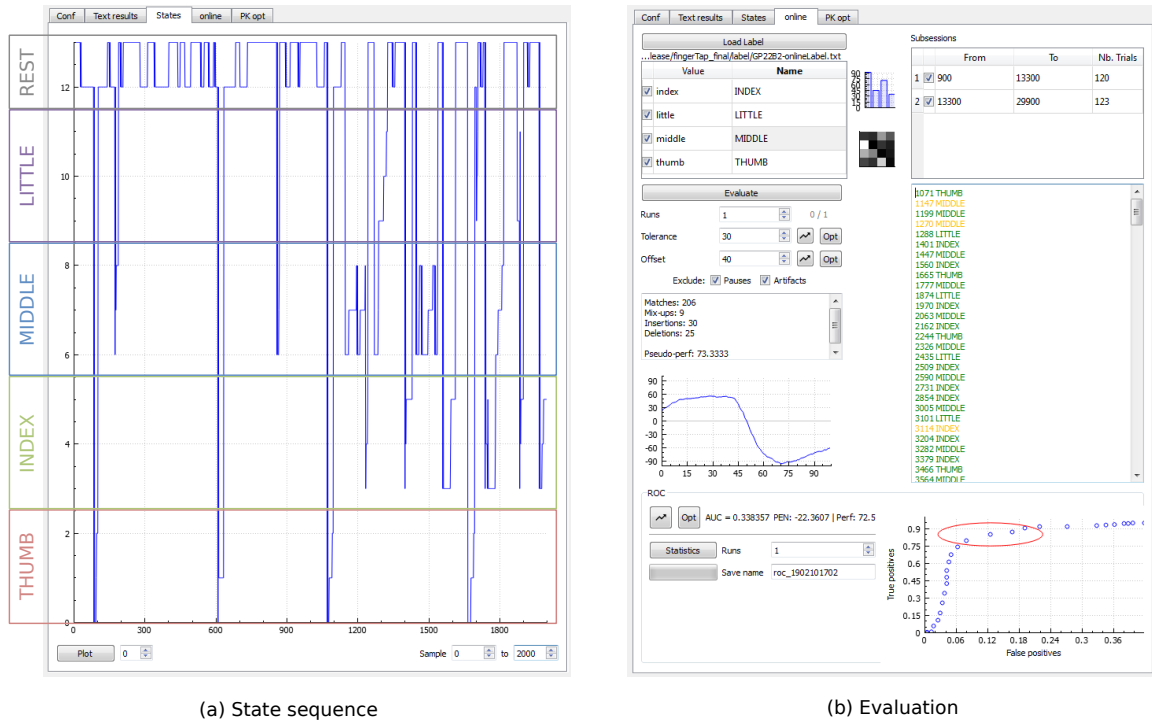 Conf Text results States online PK opt
REST
LITTLE
MIDDLE
INDEX
THUMB
12
10
8
6
4
2
0
0 300 600 900 1200 1500 1800
Plot 0 Sample 0 to 2000
(a) State sequence
Conf Text results States online PK opt
Load Label
...lease/fingerTap_final/label/GP22B2-onlineLabel.txt
Value Name
index INDEX
little LITTLE
middle MIDDLE
thumb THUMB
90
75
60
45
30
15
0
Subsessions
From To Nb. Trials
1 900 13300 120
2 13300 29900 123
Evaluate
Runs 1 0 / 1
Tolerance 30 Opt
Offset 40 Opt
Exclude: Pauses Artifacts
Matches: 206
Mix-ups: 9
Insertions: 30
Deletions: 25
Pseudo-perf: 73.3333
90
60
30
0
-30
-60
-90
0 15 30 45 60 75 90
1071 THUMB
1147 MIDDLE
1199 MIDDLE
1270 MIDDLE
1288 LITTLE
1401 INDEX
1447 MIDDLE
1560 INDEX
1665 THUMB
1777 MIDDLE
1874 LITTLE
1970 INDEX
2063 MIDDLE
2162 INDEX
2244 THUMB
2326 MIDDLE
2435 LITTLE
2509 INDEX
2590 MIDDLE
2731 INDEX
2854 INDEX
3005 MIDDLE
3101 LITTLE
3114 INDEX
3204 INDEX
3282 MIDDLE
3379 INDEX
3466 THUMB
3564 MIDDLE
ROC
Opt AUC = 0.338357 PEN: -22.3607 | Perf: 72.5
Statistics Runs 1
Save name roc_1902101702
True positives
0.9
0.75
0.6
0.45
0.3
0.15
0
0 0.06 0.12 0.18 0.24 0.3 0.36
False positives
(b) Evaluation